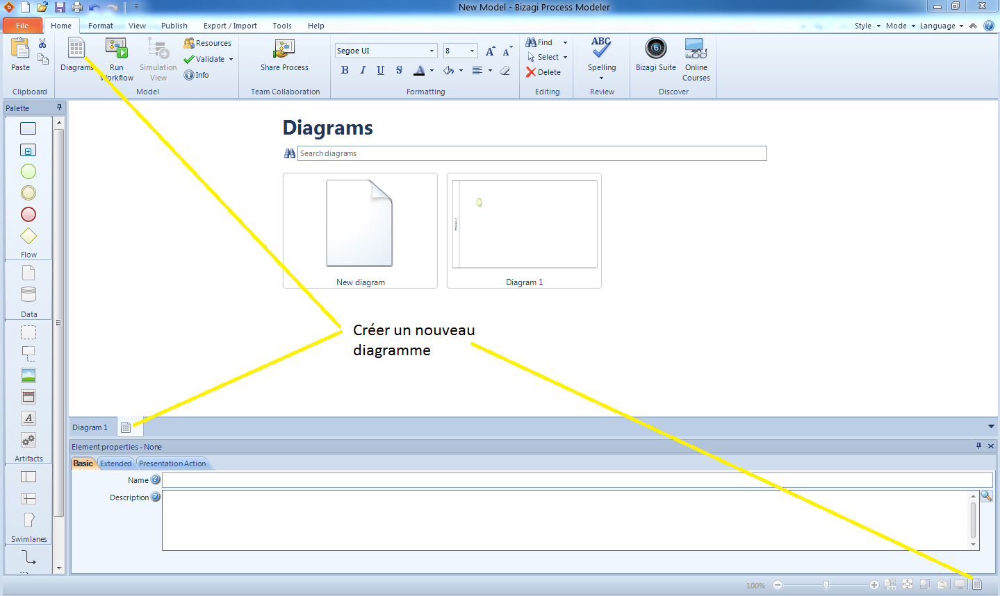 New Model - Bizagi Process Modeler
File Home Format View Publish Export / Import Tools Help Style Mode Language
Paste
Clipboard
Diagrams
Run
Workflow
Simulation
View
Resources
Validate
Info
Model
Share Process
Team Collaboration
Segoe UI 8
B I U S A
Formatting
Find
Select
Delete
Editing
ABC
Spelling
Review
Bizagi Suite
Online
Courses
Discover
Palette
Flow
Data
A
Artifacts
Swimlanes
Diagrams
Search diagrams
New diagram
Diagram 1
Créer un nouveau
diagramme
Diagram 1
Element properties - None
Basic Extended Presentation Action
Name
Description
100%